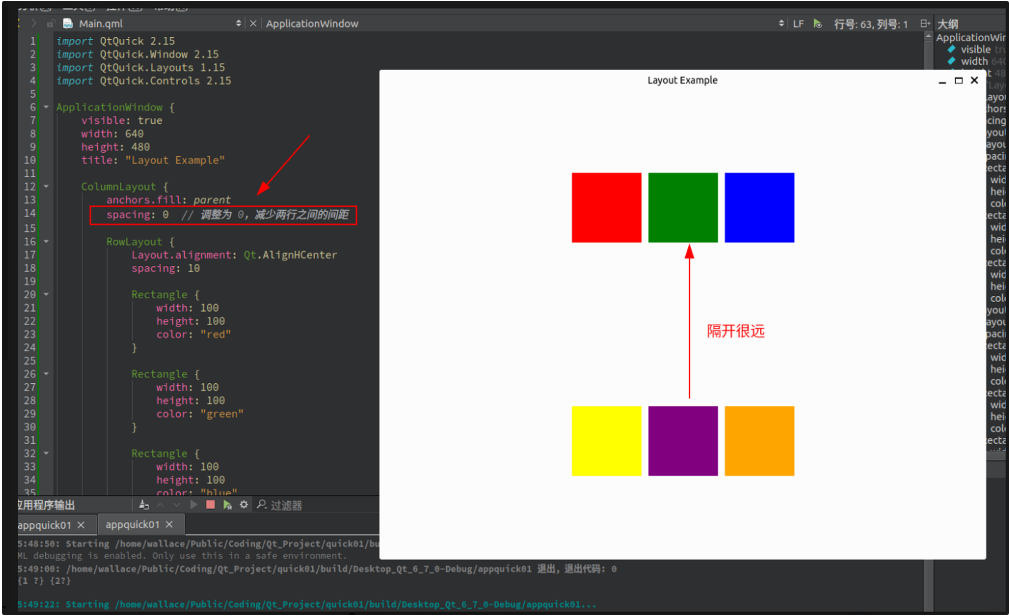 Main.qml
ApplicationWindow
LF
行号: 63, 列号: 1
大纲
1 import QtQuick 2.15
2 import QtQuick.Window 2.15
3 import QtQuick.Layouts 1.15
4 import QtQuick.Controls 2.15
5
6 ApplicationWindow {
7 visible: true
8 width: 640
9 height: 480
10 title: "Layout Example"
11
12 ColumnLayout {
13 anchors.fill: parent
14 spacing: 0 // 调整为 0，减少两行之间的间距
15
16 RowLayout {
17 Layout.alignment: Qt.AlignHCenter
18 spacing: 10
19
20 Rectangle {
21 width: 100
22 height: 100
23 color: "red"
24 }
25
26 Rectangle {
27 width: 100
28 height: 100
29 color: "green"
30 }
31
32 Rectangle {
33 width: 100
34 height: 100
35 color: "blue"
Layout Example
隔开很远
ApplicationWin
visible tru
width 640
应用程序输出
过滤器
appquick01
appquick01
5:48:50: Starting /home/wallace/Public/Coding/Qt_Project/quick01/bu
ML debugging is enabled. Only use this in a safe environment.
5:49:00: /home/wallace/Public/Coding/Qt_Project/quick01/build/Desktop_Qt_6_7_0-Debug/appquick01 退出，退出代码: 0
{1 ?} {2?}
5:49:22: Starting /home/wallace/Public/Coding/Qt_Project/quick01/build/Desktop_Qt_6_7_0-Debug/appquick01...